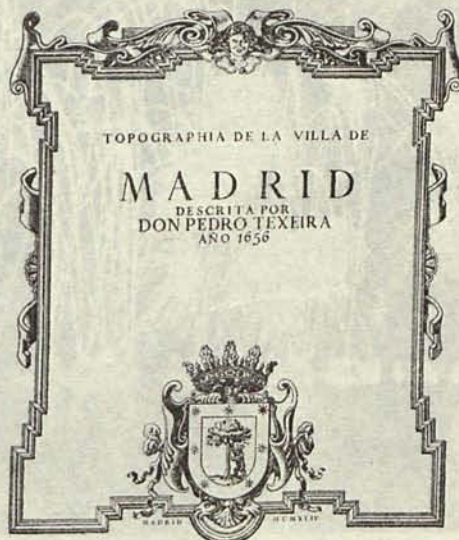 TOPOGRAPHIA DE LA VILLA DE
MADRID
DESCRITA POR
DON PEDRO TEXEIRA
AÑO 1656
MADRID MCMXLIV